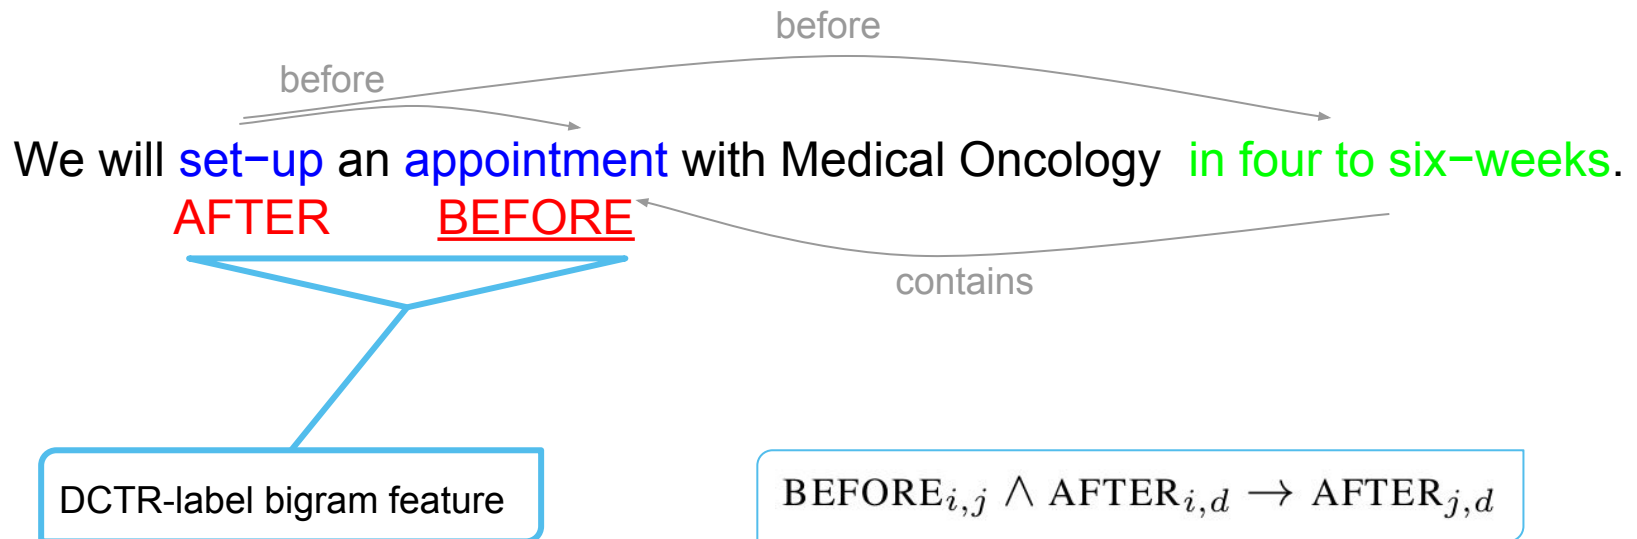 before
before
We will set−up an appointment with Medical Oncology in four to six−weeks.
AFTER BEFORE
contains
DCTR-label bigram feature
BEFORE_{i,j} ∧ AFTER_{i,d} → AFTER_{j,d}